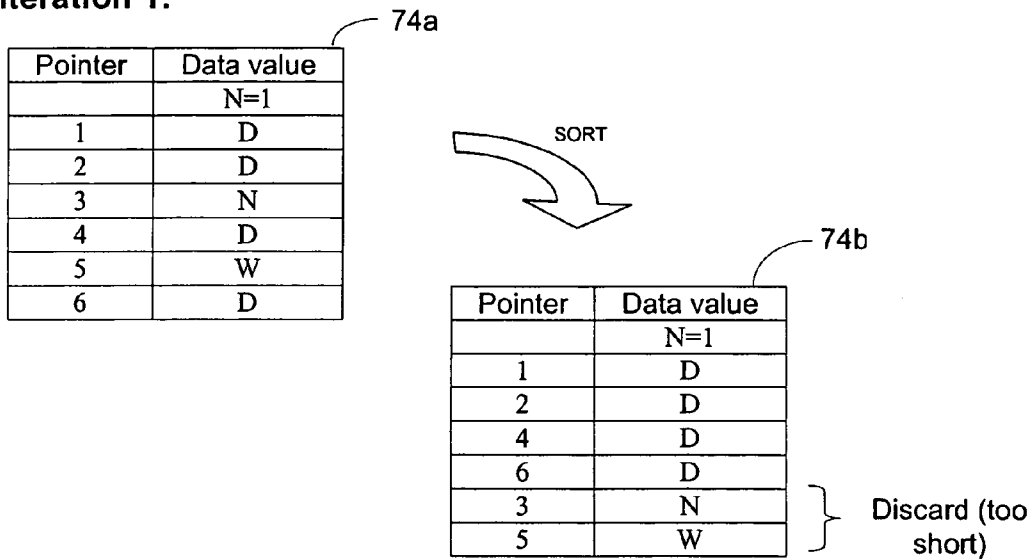 Iteration 1:
74a
Pointer Data value
N=1
1 D
2 D
3 N
4 D
5 W
6 D
SORT
74b
Pointer Data value
N=1
1 D
2 D
4 D
6 D
3 N
5 W
Discard (too
short)